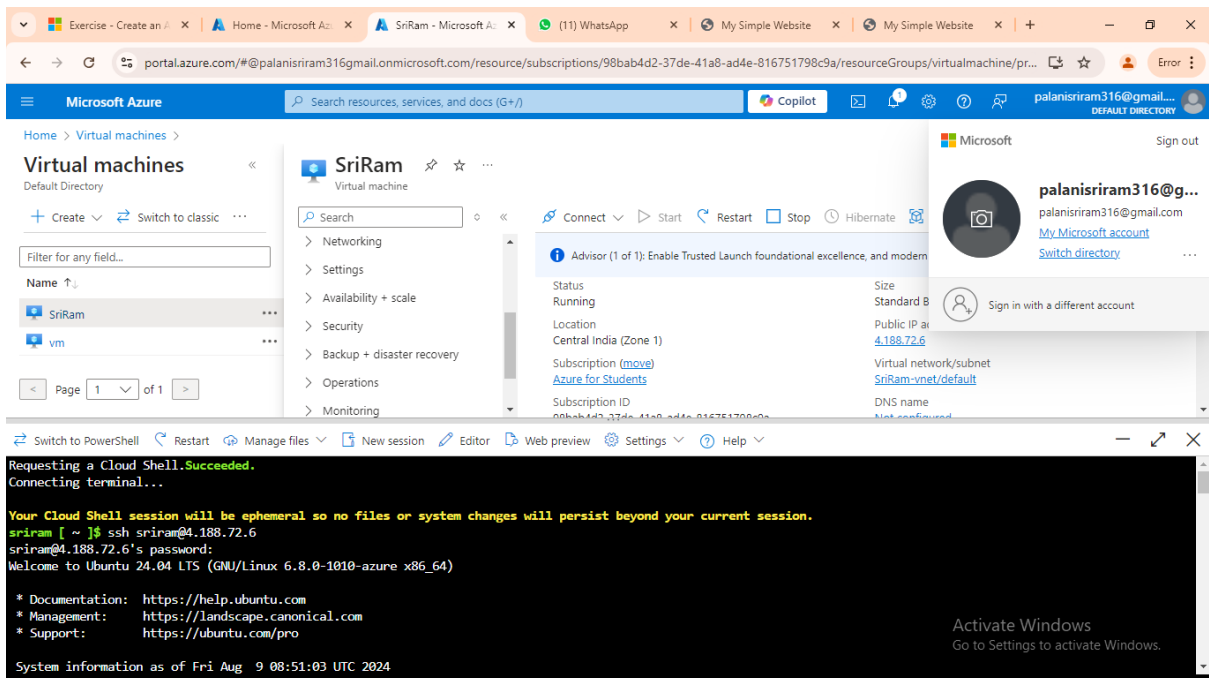 Exercise - Create an A
Home - Microsoft Az
SriRam - Microsoft Az
(11) WhatsApp
My Simple Website
My Simple Website
portal.azure.com/#@palanisriram316gmail.onmicrosoft.com/resource/subscriptions/98bab4d2-37de-41a8-ad4e-816751798c9a/resourceGroups/virtualmachine/pr...
Error
Microsoft Azure
Search resources, services, and docs (G+/)
Copilot
1
palanisriram316@gmail....
DEFAULT DIRECTORY
Home > Virtual machines >
Virtual machines
Default Directory
Create
Switch to classic
Filter for any field...
Name ↑↓
SriRam
vm
< Page 1 of 1 >
SriRam
Virtual machine
Search
Networking
Settings
Availability + scale
Security
Backup + disaster recovery
Operations
Monitoring
Connect
Start
Restart
Stop
Hibernate
Advisor (1 of 1): Enable Trusted Launch foundational excellence, and modern
Status
Running
Location
Central India (Zone 1)
Subscription (move)
Azure for Students
Subscription ID
98bab4d2-37de-41a8-ad4e-816751798c9a
Size
Standard B
Public IP a
4.188.72.6
Virtual network/subnet
SriRam-vnet/default
DNS name
Not configured
Microsoft
Sign out
palanisriram316@g...
palanisriram316@gmail.com
My Microsoft account
Switch directory
Sign in with a different account
Switch to PowerShell
Restart
Manage files
New session
Editor
Web preview
Settings
Help
Requesting a Cloud Shell.Succeeded.
Connecting terminal...
Your Cloud Shell session will be ephemeral so no files or system changes will persist beyond your current session.
sriram [ ~ ]$ ssh sriram@4.188.72.6
sriram@4.188.72.6's password:
Welcome to Ubuntu 24.04 LTS (GNU/Linux 6.8.0-1010-azure x86_64)
* Documentation: https://help.ubuntu.com
* Management: https://landscape.canonical.com
* Support: https://ubuntu.com/pro
System information as of Fri Aug 9 08:51:03 UTC 2024
Activate Windows
Go to Settings to activate Windows.